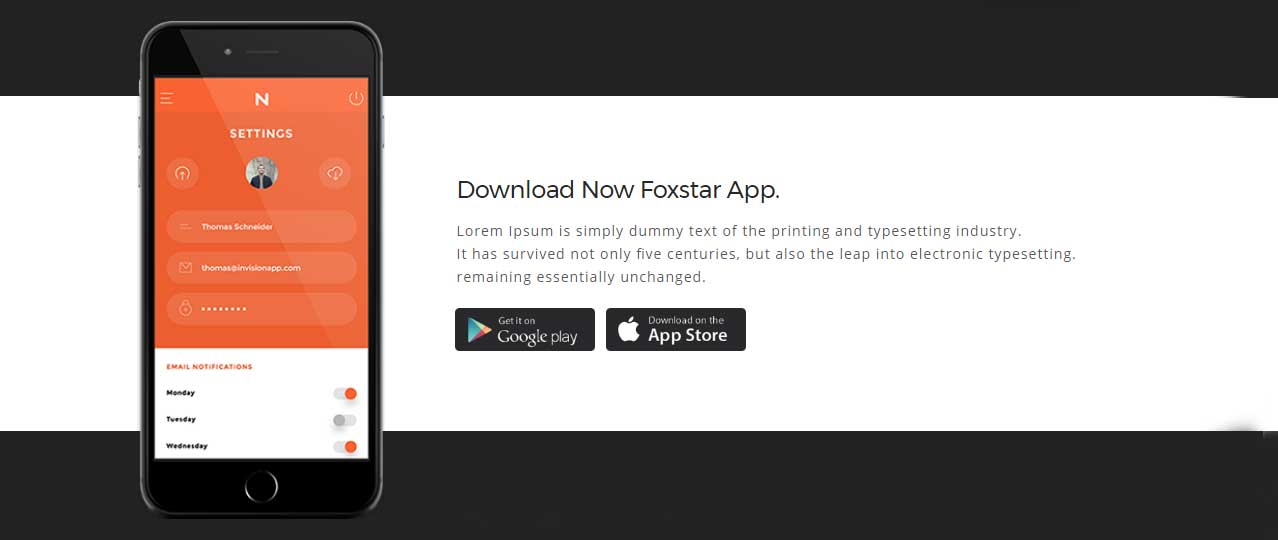 N
SETTINGS
Thomas Schneider
thomas@invisionapp.com
EMAIL NOTIFICATIONS
Monday
Tuesday
Wednesday
Download Now Foxstar App.
Lorem Ipsum is simply dummy text of the printing and typesetting industry.
It has survived not only five centuries, but also the leap into electronic typesetting.
remaining essentially unchanged.
Get it on
Google play
Download on the
App Store